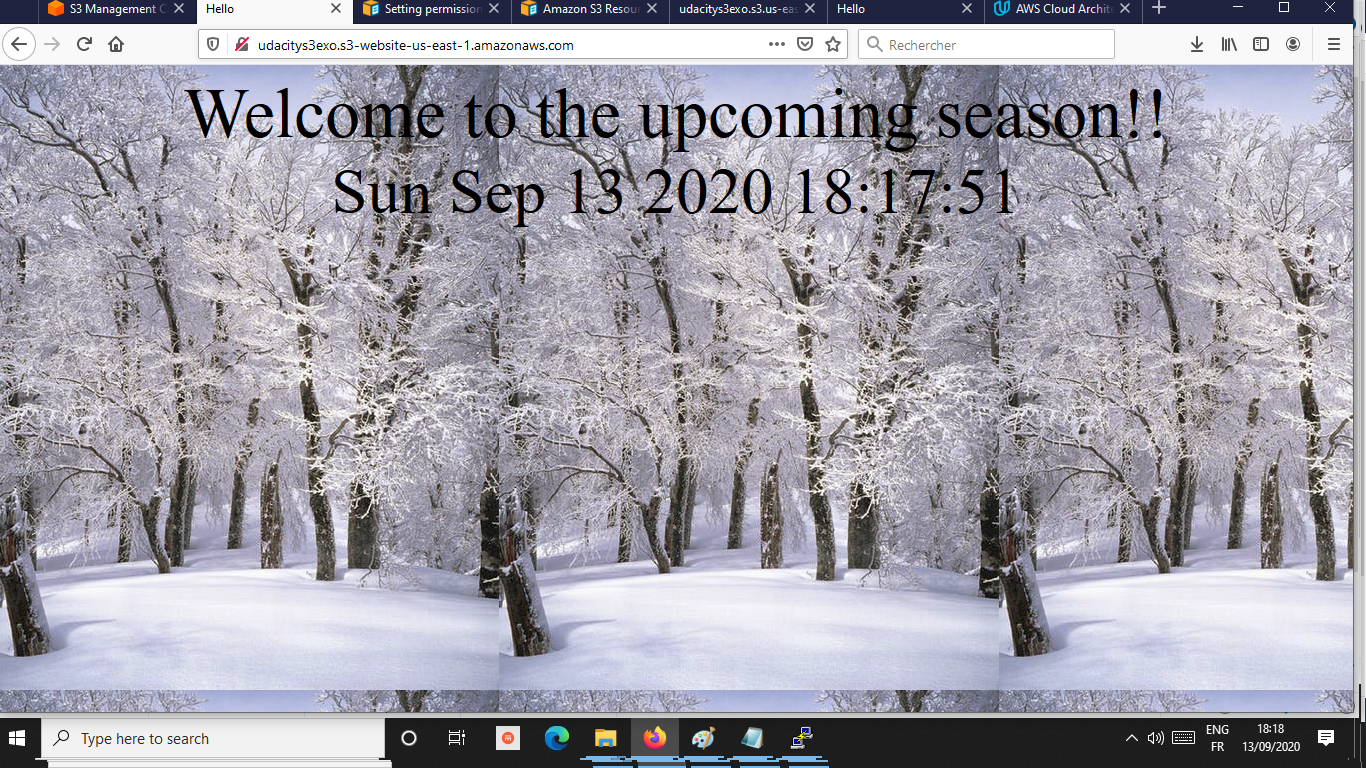 S3 Management C
Hello
Setting permission
Amazon S3 Resour
udacitys3exo.s3.us-eas
Hello
AWS Cloud Archite
udacitys3exo.s3-website-us-east-1.amazonaws.com
Rechercher
Welcome to the upcoming season!!
Sun Sep 13 2020 18:17:51
Type here to search
ENG
FR
18:18
13/09/2020